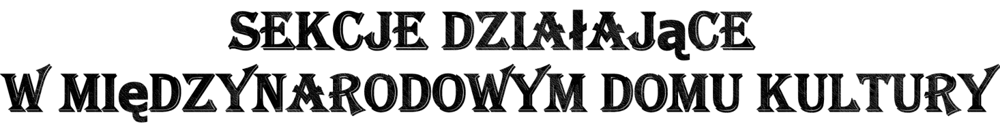 SEKCJE DZIAłAJąCE
W MIęDZYNARODOWYM DOMU KULTURY